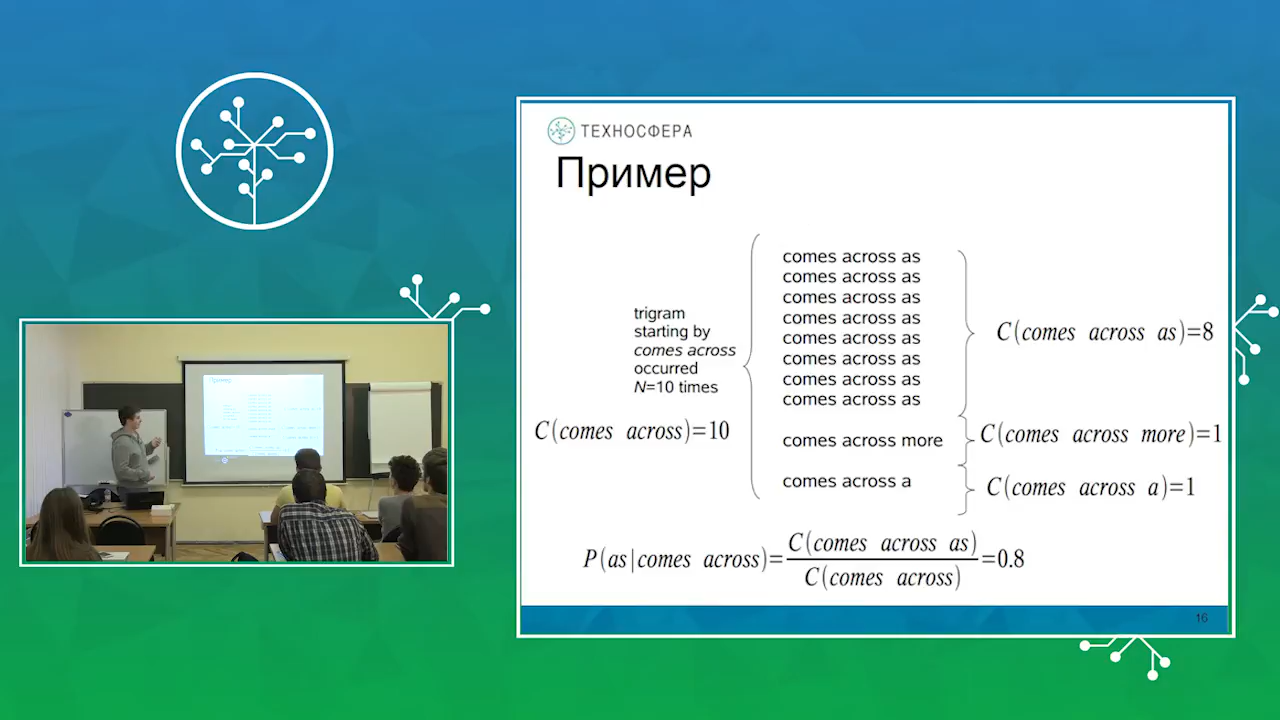 ТЕХНОСФЕРА
Пример
trigram
starting by
comes across
occurred
N=10 times
C(comes across)=10
comes across as
comes across as
comes across as
comes across as
comes across as
comes across as
comes across as
comes across as
comes across more
comes across a
C(comes across as)=8
C(comes across more)=1
C(comes across a)=1
P(as|comes across)=C(comes across as)/C(comes across)=0.8
16
Пример